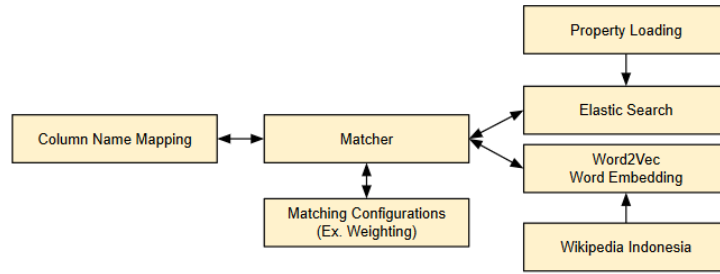 Property Loading
Elastic Search
Column Name Mapping
Matcher
Word2Vec
Word Embedding
Matching Configurations
(Ex. Weighting)
Wikipedia Indonesia